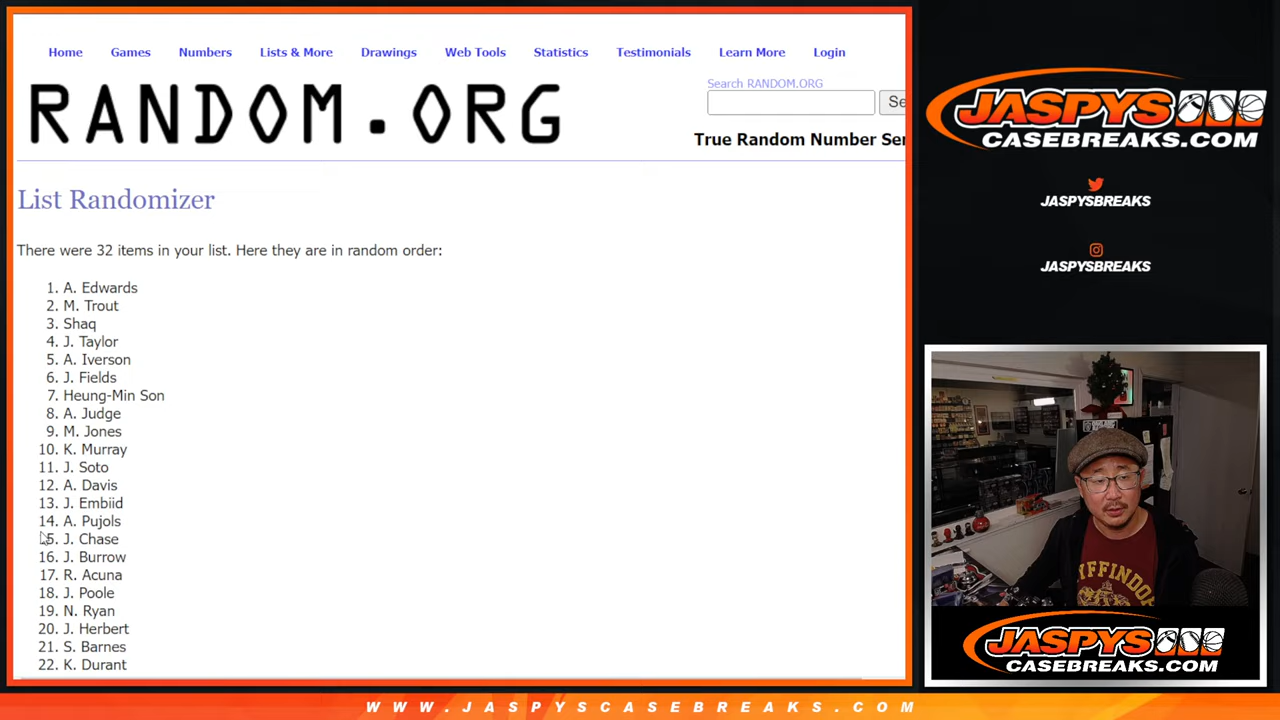 Home Games Numbers Lists & More Drawings Web Tools Statistics Testimonials Learn More Login
Search RANDOM.ORG
RANDOM.ORG
Se
True Random Number Ser
List Randomizer
There were 32 items in your list. Here they are in random order:
1. A. Edwards
2. M. Trout
3. Shaq
4. J. Taylor
5. A. Iverson
6. J. Fields
7. Heung-Min Son
8. A. Judge
9. M. Jones
10. K. Murray
11. J. Soto
12. A. Davis
13. J. Embiid
14. A. Pujols
15. J. Chase
16. J. Burrow
17. R. Acuna
18. J. Poole
19. N. Ryan
20. J. Herbert
21. S. Barnes
22. K. Durant
JASPYS
CASEBREAKS.COM
JASPYSBREAKS
JASPYSBREAKS
YFFINDO
JASPYS
CASEBREAKS.COM
WWW.JASPYSCASEBREAKS.COM